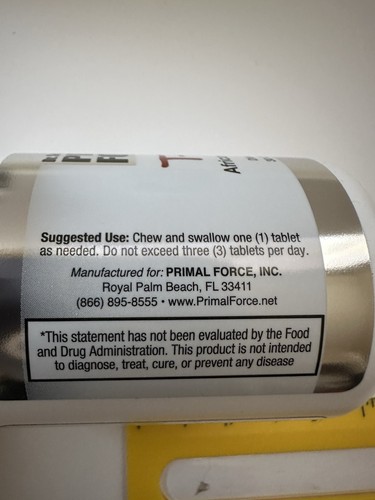 Suggested Use: Chew and swallow one (1) tablet
as needed. Do not exceed three (3) tablets per day.
Manufactured for: PRIMAL FORCE, INC.
Royal Palm Beach, FL 33411
(866) 895-8555 • www.PrimalForce.net
*This statement has not been evaluated by the Food
and Drug Administration. This product is not intended
to diagnose, treat, cure, or prevent any disease